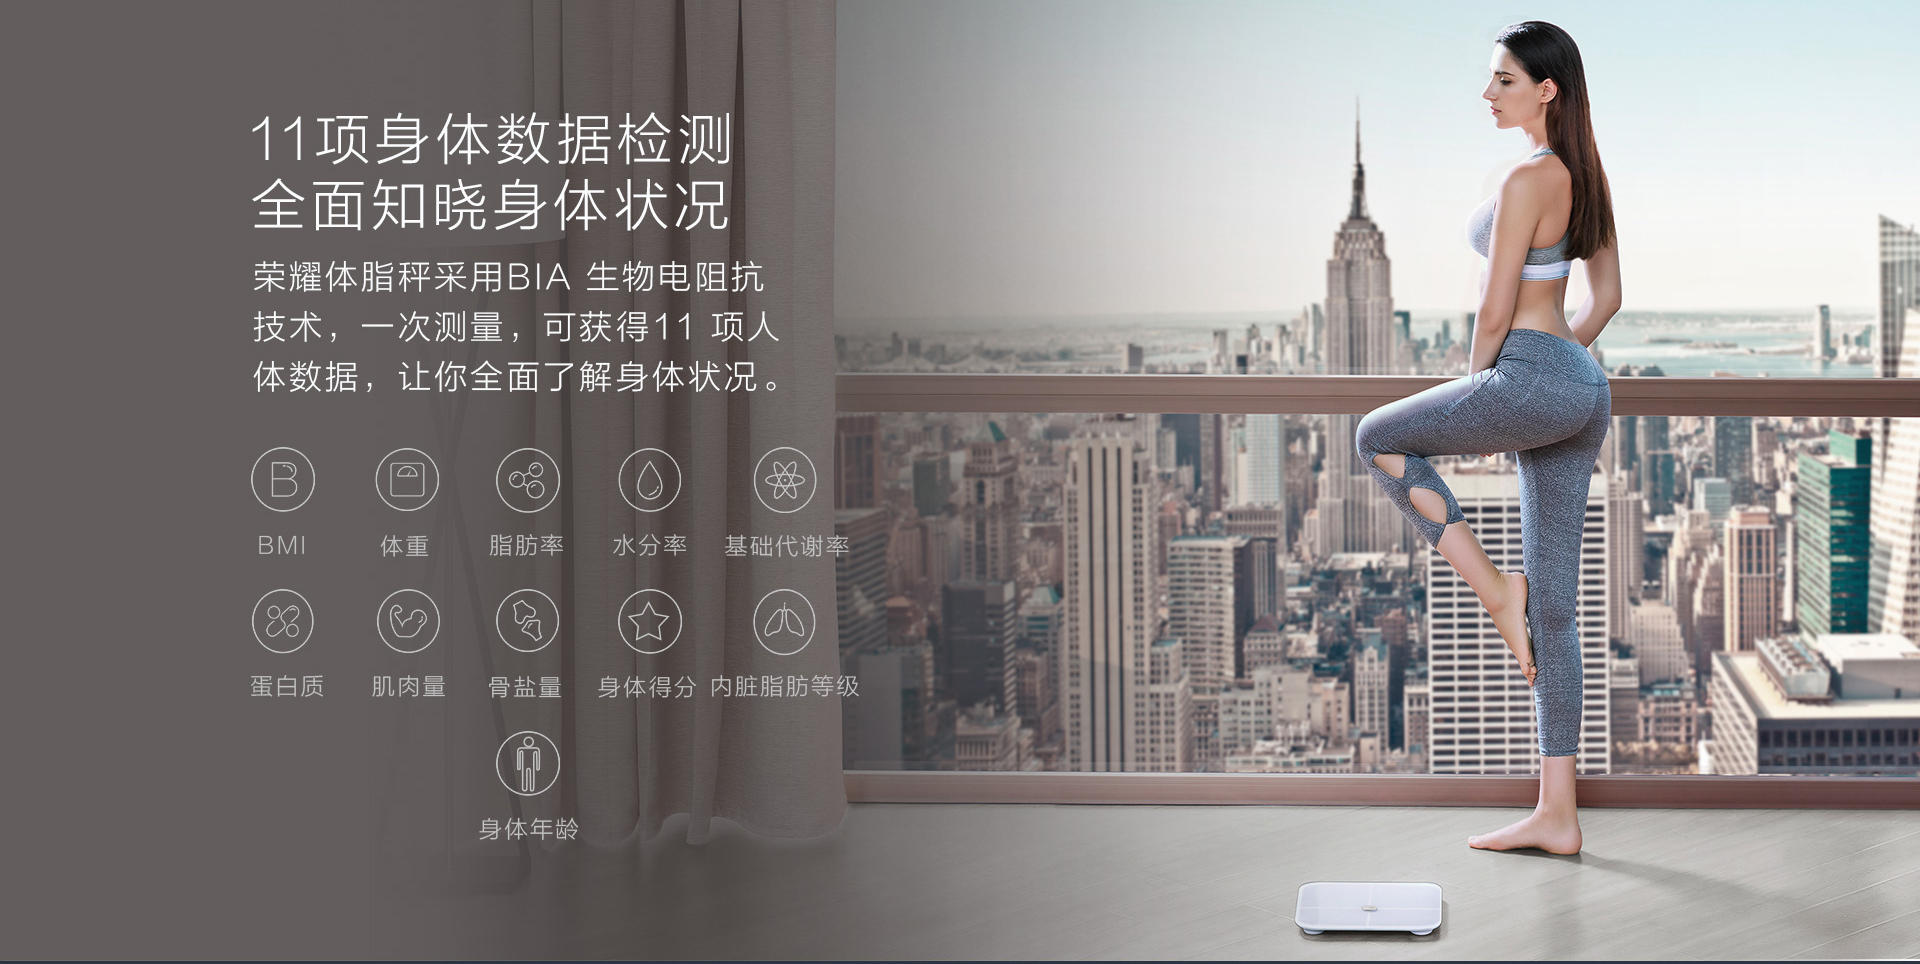 11项身体数据检测
全面知晓身体状况
荣耀体脂秤采用BIA 生物电阻抗
技术，一次测量，可获得11 项人
体数据，让你全面了解身体状况。
B
BMI 体重 脂肪率 水分率 基础代谢率
蛋白质 肌肉量 骨盐量 身体得分 内脏脂肪等级
身体年龄